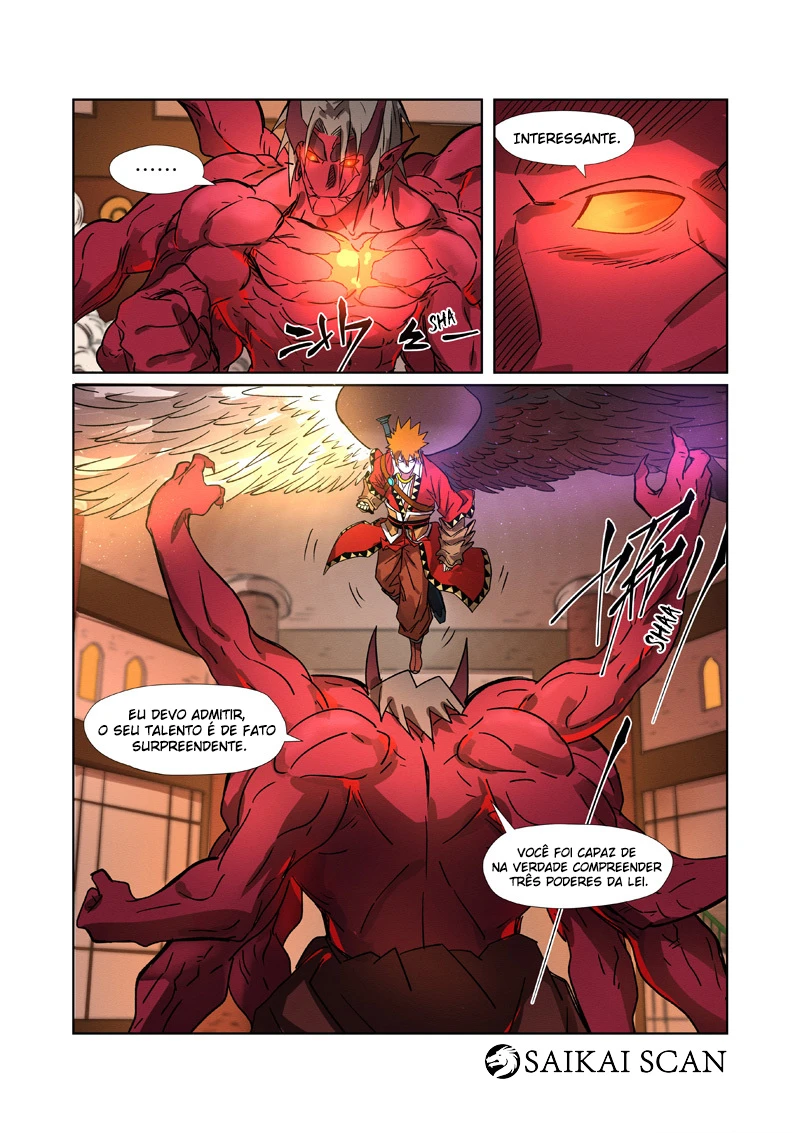 ......
INTERESSANTE.
SHA
SHAA
EU DEVO ADMITIR,
O SEU TALENTO É DE FATO
SURPREENDENTE.
VOCÊ FOI CAPAZ DE
NA VERDADE COMPREENDER
TRÊS PODERES DA LEI.
SAIKAI SCAN